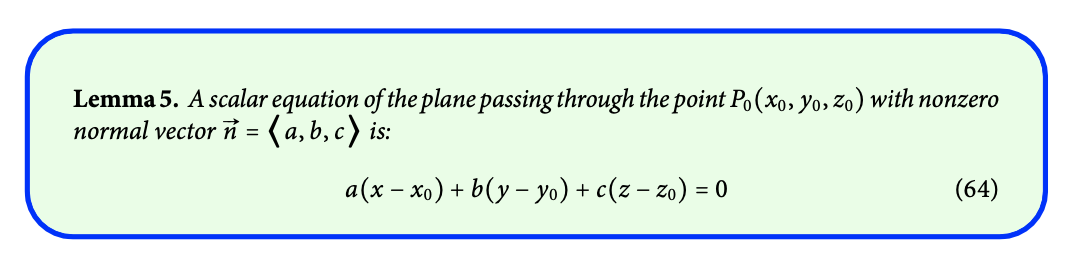 Lemma 5. A scalar equation of the plane passing through the point P₀(x₀, y₀, z₀) with nonzero
normal vector n⃗ = ⟨a, b, c⟩ is:
a(x − x₀) + b(y − y₀) + c(z − z₀) = 0 (64)